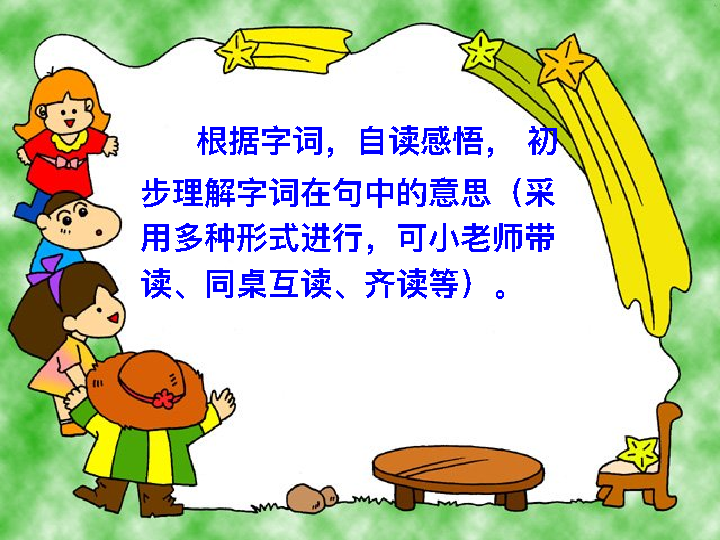 根据字词，自读感悟， 初
步理解字词在句中的意思（采
用多种形式进行，可小老师带
读、同桌互读、齐读等）。